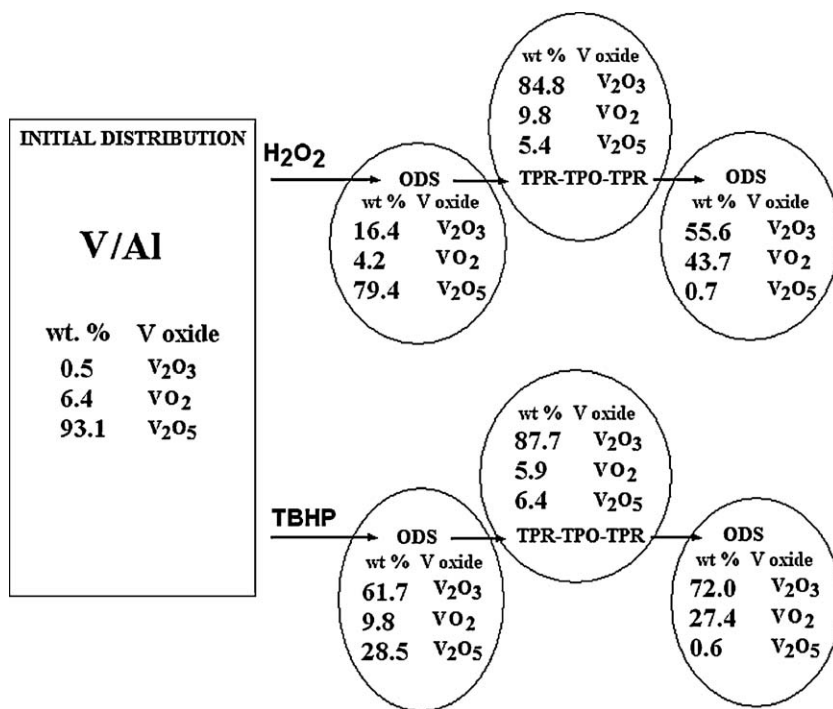 INITIAL DISTRIBUTION
V/Al
wt. % V oxide
0.5 V₂O₃
6.4 VO₂
93.1 V₂O₅
H₂O₂
ODS
wt % V oxide
16.4 V₂O₃
4.2 VO₂
79.4 V₂O₅
wt % V oxide
84.8 V₂O₃
9.8 VO₂
5.4 V₂O₅
TPR-TPO-TPR
ODS
wt % V oxide
55.6 V₂O₃
43.7 VO₂
0.7 V₂O₅
TBHP
ODS
wt % V oxide
61.7 V₂O₃
9.8 VO₂
28.5 V₂O₅
wt % V oxide
87.7 V₂O₃
5.9 VO₂
6.4 V₂O₅
TPR-TPO-TPR
ODS
wt % V oxide
72.0 V₂O₃
27.4 VO₂
0.6 V₂O₅